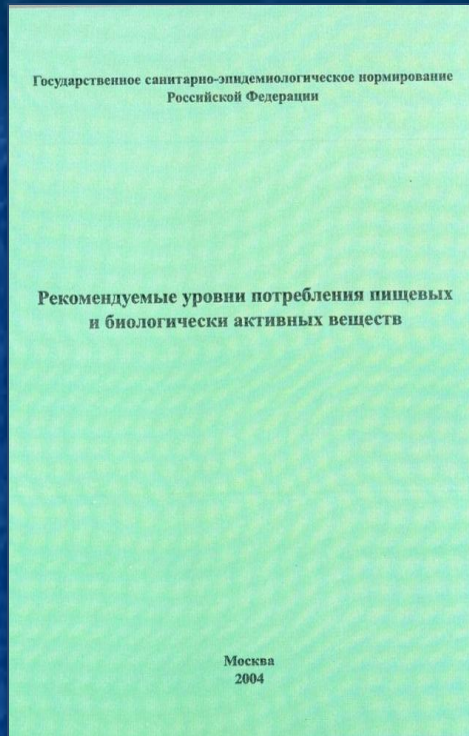 Государственное санитарно-эпидемиологическое нормирование
Российской Федерации
Рекомендуемые уровни потребления пищевых
и биологически активных веществ
Москва
2004